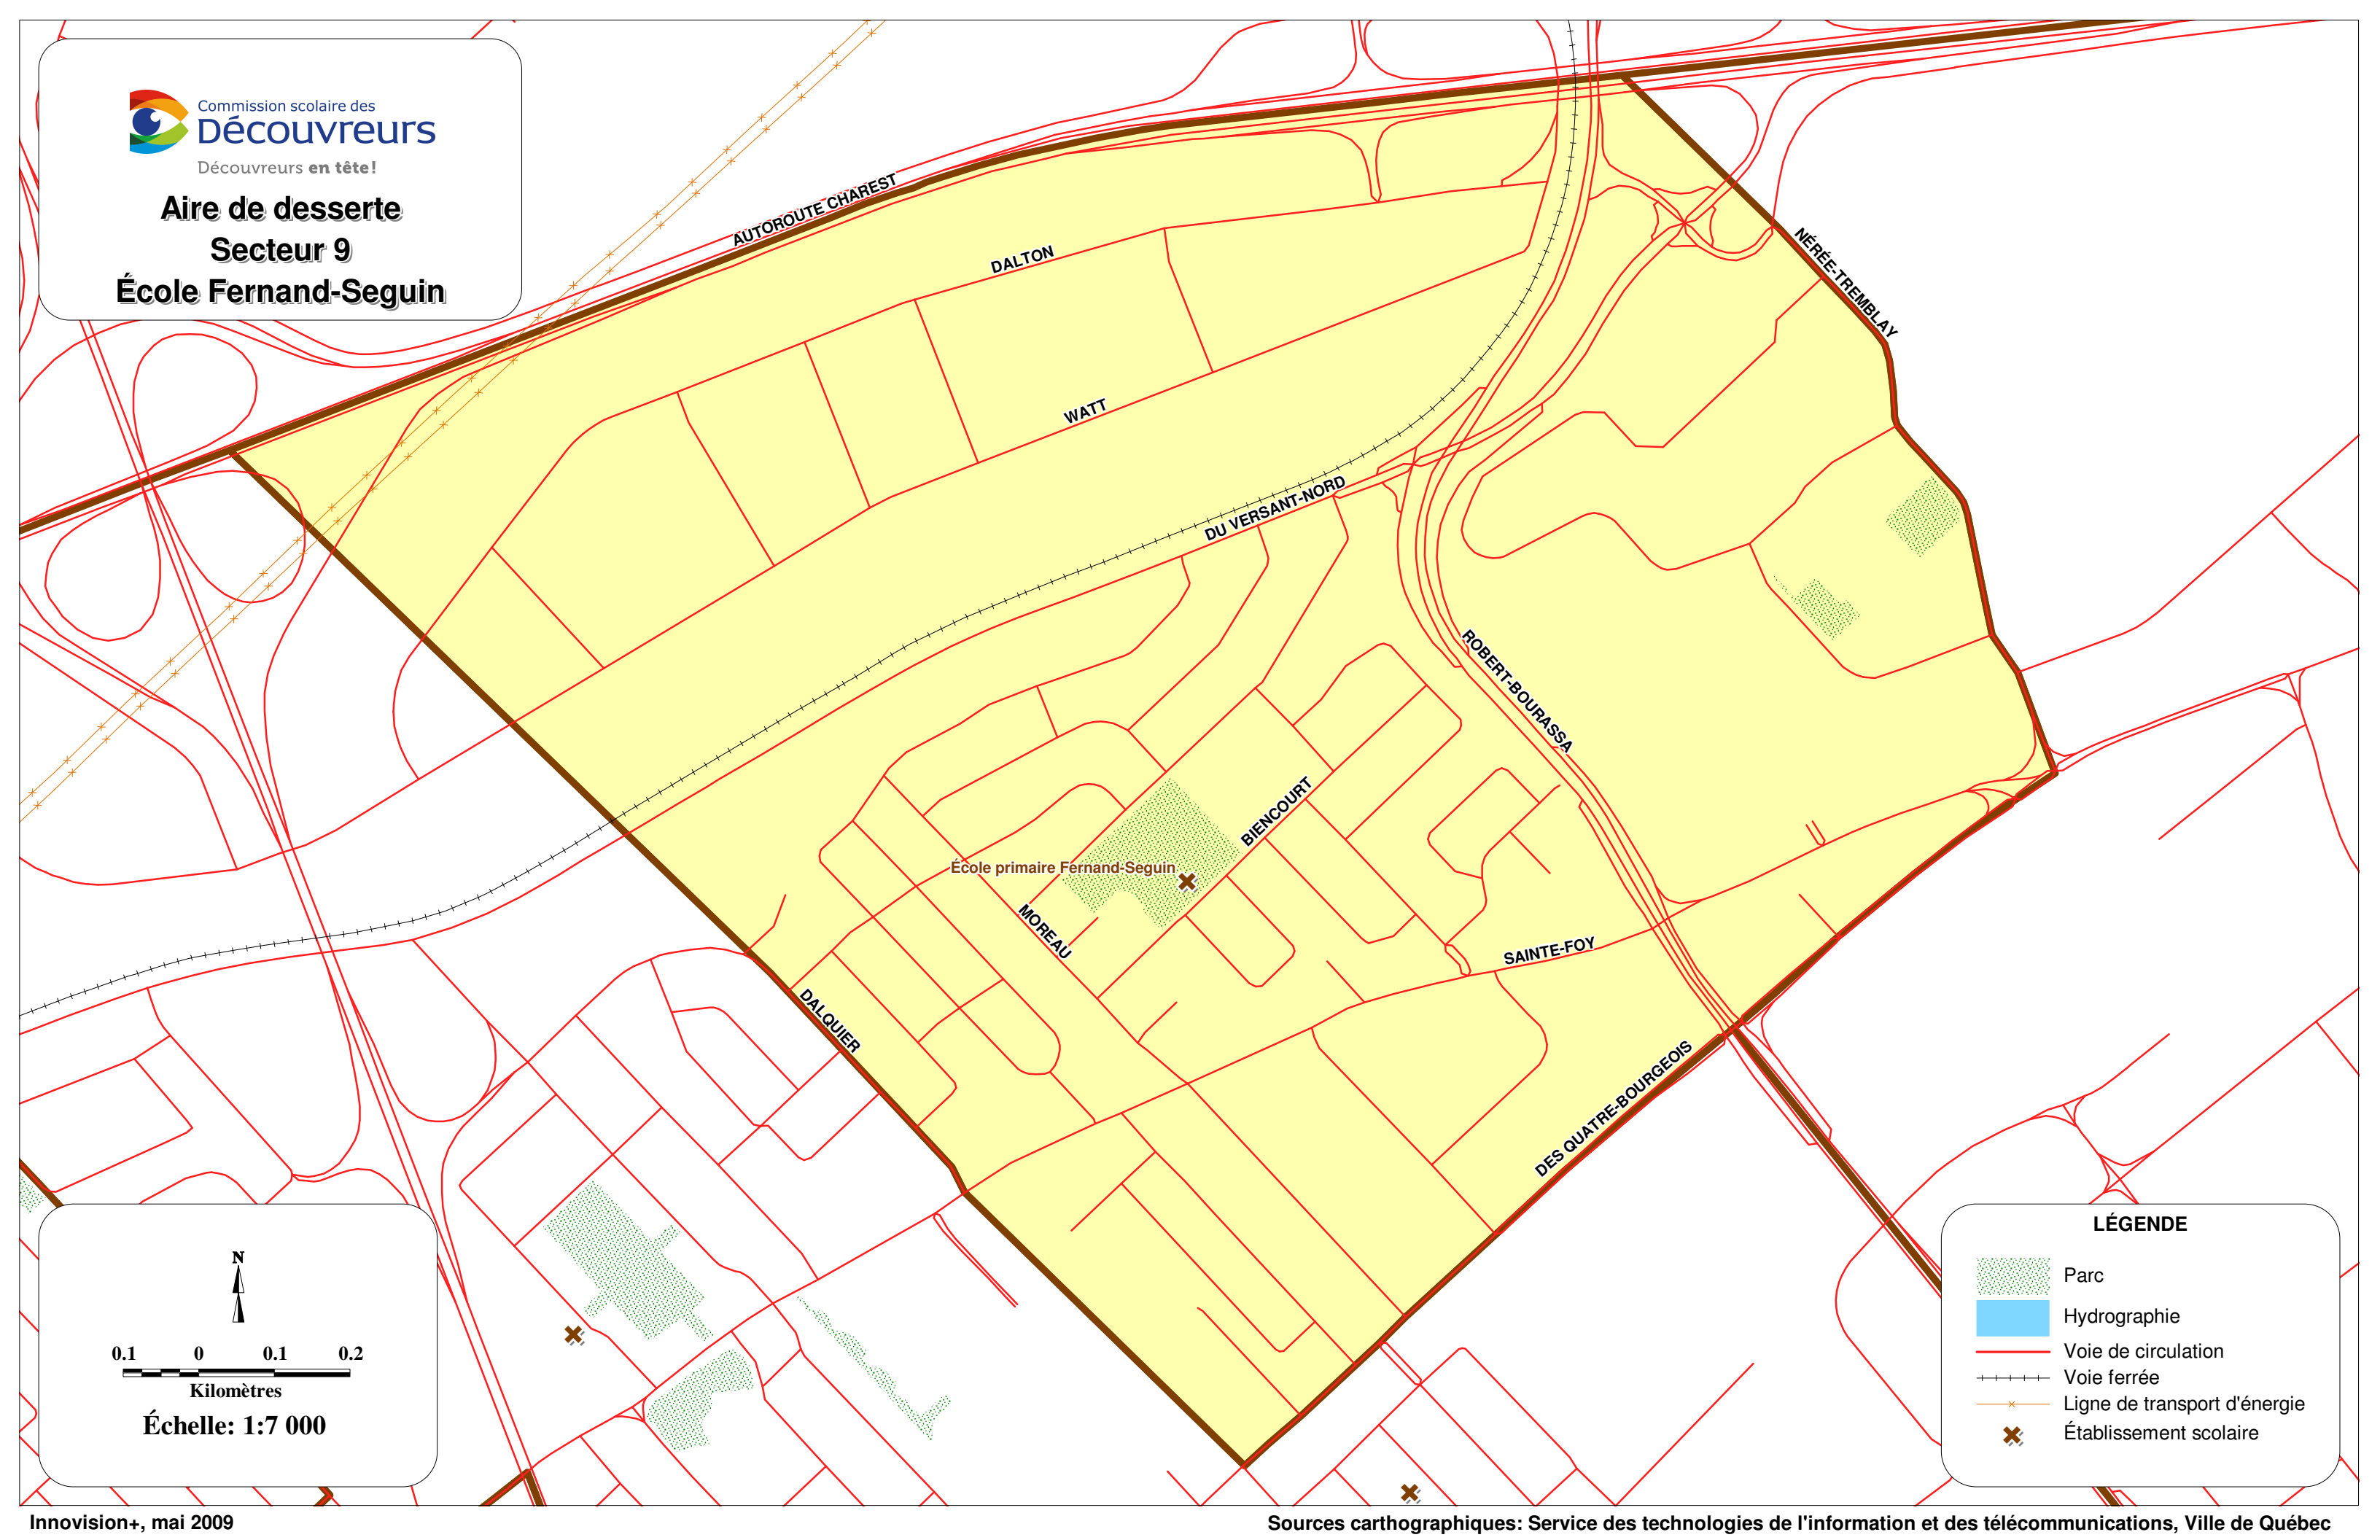 Commission scolaire des
Découvreurs
Découvreurs en tête!
Aire de desserte
Secteur 9
École Fernand-Seguin
AUTOROUTE CHAREST
DALTON
NÉRÉE-TREMBLAY
WATT
DU VERSANT-NORD
ROBERT-BOURASSA
BIENCOURT
École primaire Fernand-Seguin
MOREAU
SAINTE-FOY
DALQUIER
DES QUATRE-BOURGEOIS
N
0.1 0 0.1 0.2
Kilomètres
Échelle: 1:7 000
LÉGENDE
Parc
Hydrographie
Voie de circulation
Voie ferrée
Ligne de transport d'énergie
Établissement scolaire
Innovision+, mai 2009
Sources carthographiques: Service des technologies de l'information et des télécommunications, Ville de Québec